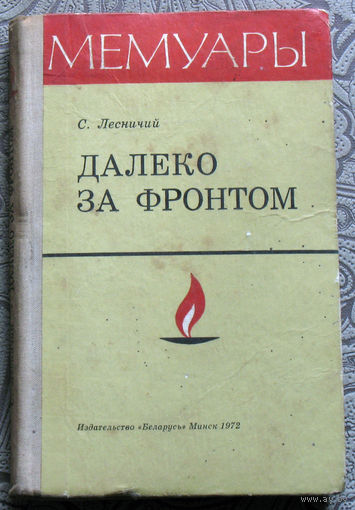 МЕМУАРЫ
С. Лесничий
ДАЛЕКО
ЗА ФРОНТОМ
Издательство «Беларусь» Минск 1972